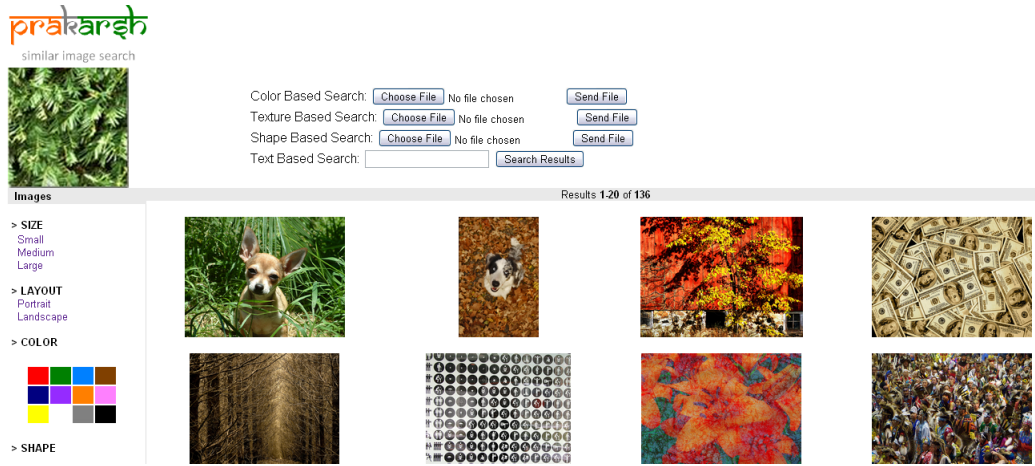 prakarsh
similar image search
Color Based Search: Choose File No file chosen Send File
Texture Based Search: Choose File No file chosen Send File
Shape Based Search: Choose File No file chosen Send File
Text Based Search: Search Results
Images
Results 1-20 of 136
> SIZE
Small
Medium
Large
> LAYOUT
Portrait
Landscape
> COLOR
> SHAPE